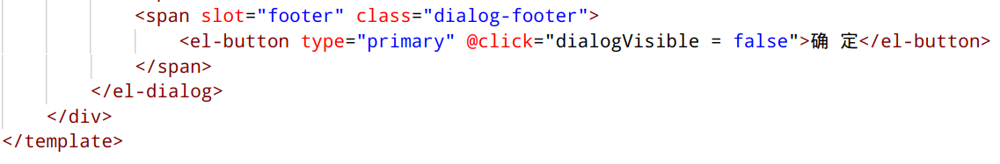 <span slot="footer" class="dialog-footer">
<el-button type="primary" @click="dialogVisible = false">确 定</el-button>
</span>
</el-dialog>
</div>
</template>